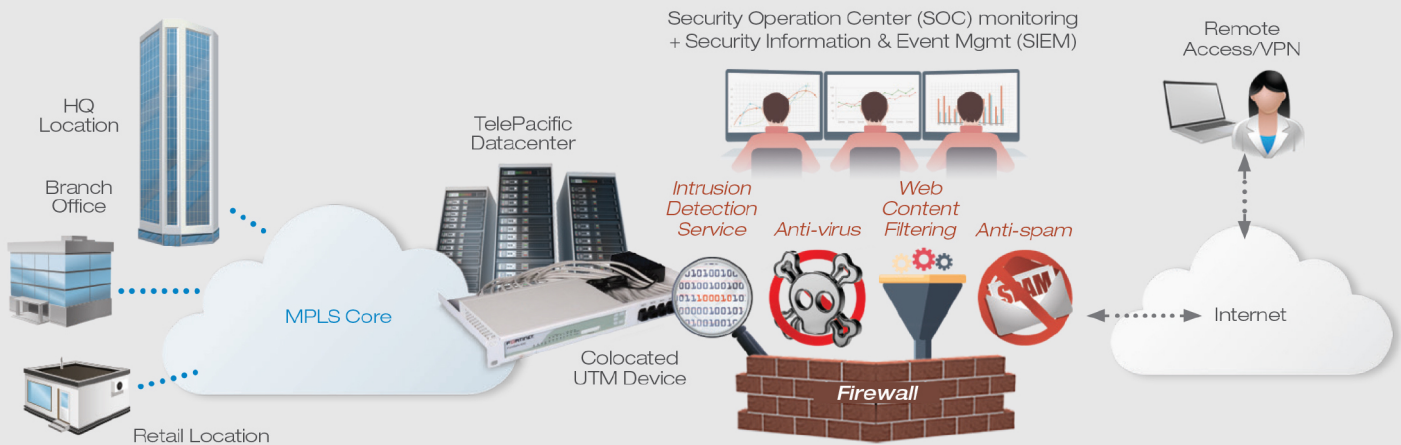 Security Operation Center (SOC) monitoring
+ Security Information & Event Mgmt (SIEM)
Remote
Access/VPN
HQ
Location
TelePacific
Datacenter
Branch
Office
Intrusion
Detection
Service
Anti-virus
Web
Content
Filtering
Anti-spam
MPLS Core
SPAM
Internet
Colocated
UTM Device
Firewall
Retail Location